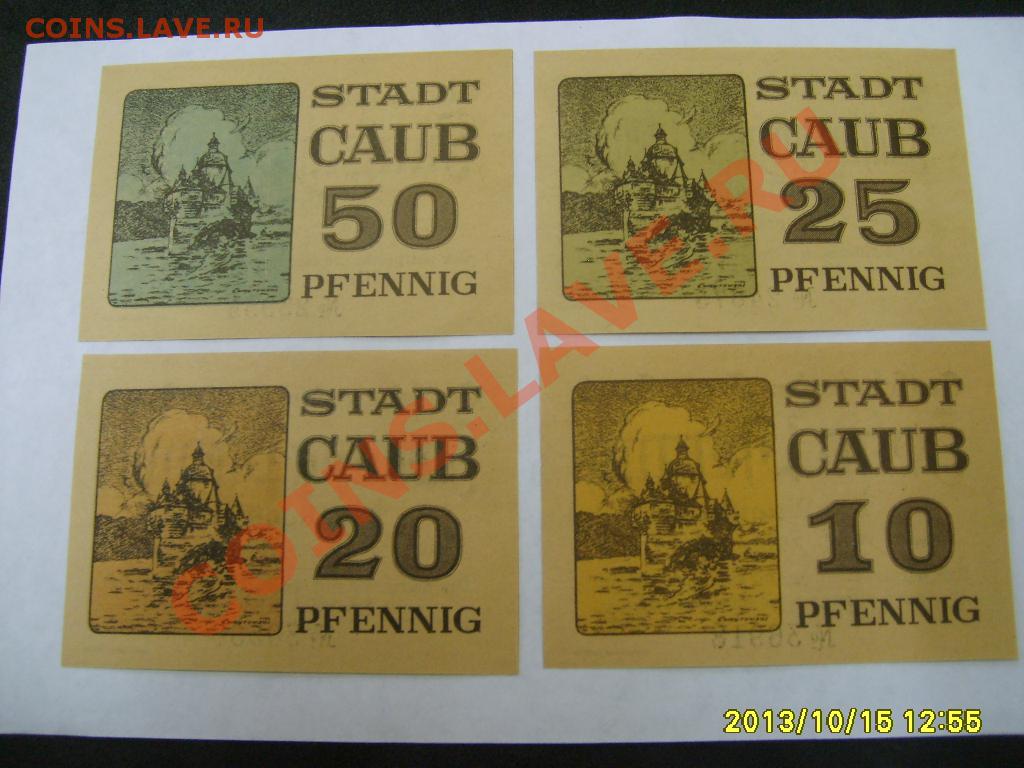 COINS.LAVE.RU
STADT
CAUB
50
PFENNIG
STADT
CAUB
25
PFENNIG
STADT
CAUB
20
PFENNIG
STADT
CAUB
10
PFENNIG
COINS.LAVE.RU
2013/10/15 12:55